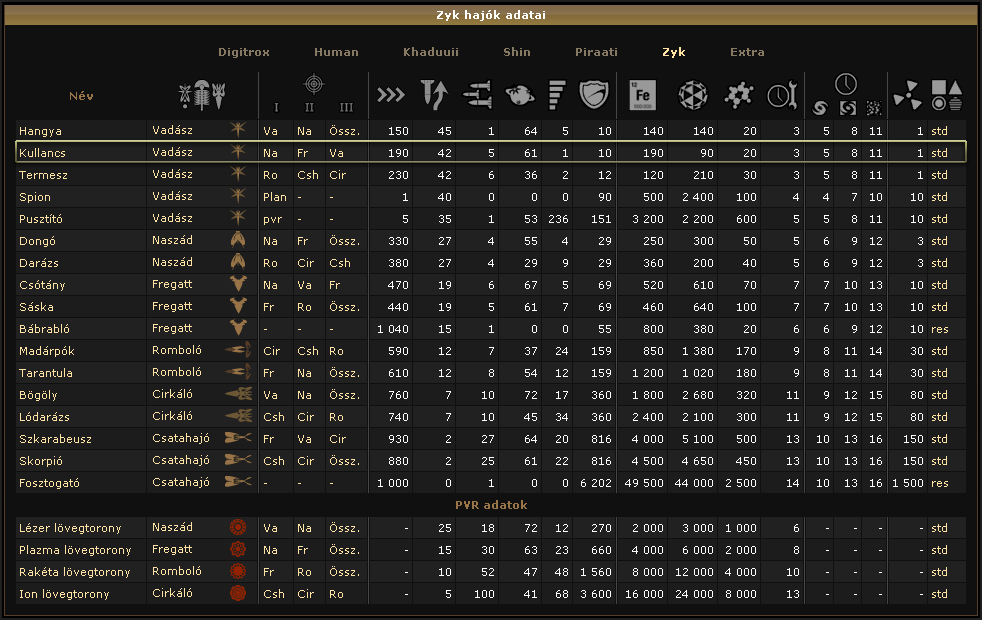 Zyk hajók adatai
Digitrox Human Khaduuii Shin Piraati Zyk Extra
Név I II III Fe
Hangya Vadász Va Na Össz. 150 45 1 64 5 10 140 140 20 3 5 8 11 1 std
Kullancs Vadász Na Fr Va 190 42 5 61 1 10 190 90 20 3 5 8 11 1 std
Termesz Vadász Ro Csh Cir 230 42 6 36 2 12 120 210 30 3 5 8 11 1 std
Spion Vadász Plan - - 1 40 0 0 0 90 500 2 400 100 4 4 7 10 10 std
Pusztító Vadász pvr - - 5 35 1 53 236 151 3 200 2 200 600 5 5 8 11 10 std
Dongó Naszád Na Fr Össz. 330 27 4 55 4 29 250 300 50 5 6 9 12 3 std
Darázs Naszád Ro Cir Csh 380 27 4 29 9 29 360 200 40 5 6 9 12 3 std
Csótány Fregatt Na Va Fr 470 19 6 67 5 69 520 610 70 7 7 10 13 10 std
Sáska Fregatt Fr Ro Össz. 440 19 5 61 7 69 460 640 100 7 7 10 13 10 std
Bábrabló Fregatt - - - 1 040 15 1 0 0 55 800 380 20 6 6 9 12 10 res
Madárpók Romboló Cir Csh Ro 590 12 7 37 24 159 850 1 380 170 9 8 11 14 30 std
Tarantula Romboló Fr Na Össz. 610 12 8 54 12 159 1 200 1 020 180 9 8 11 14 30 std
Bögöly Cirkáló Va Na Össz. 760 7 10 72 17 360 1 800 2 680 320 11 9 12 15 80 std
Lódarázs Cirkáló Csh Cir Ro 740 7 10 45 34 360 2 400 2 100 300 11 9 12 15 80 std
Szkarabeusz Csatahajó Fr Va Cir 930 2 27 64 20 816 4 000 5 100 500 13 10 13 16 150 std
Skorpió Csatahajó Csh Cir Össz. 880 2 25 61 22 816 4 500 4 650 450 13 10 13 16 150 std
Fosztogató Csatahajó - - - 1 000 0 1 0 0 6 202 49 500 44 000 2 500 14 10 13 16 1 500 res
PVR adatok
Lézer lövegtorony Naszád Va Na Össz. - 25 18 72 12 270 2 000 3 000 1 000 6 - - - - std
Plazma lövegtorony Fregatt Na Fr Össz. - 15 30 63 23 660 4 000 6 000 2 000 8 - - - - std
Rakéta lövegtorony Romboló Fr Ro Össz. - 10 52 47 48 1 560 8 000 12 000 4 000 10 - - - - std
Ion lövegtorony Cirkáló Csh Cir Ro - 5 100 41 68 3 600 16 000 24 000 8 000 13 - - - - std